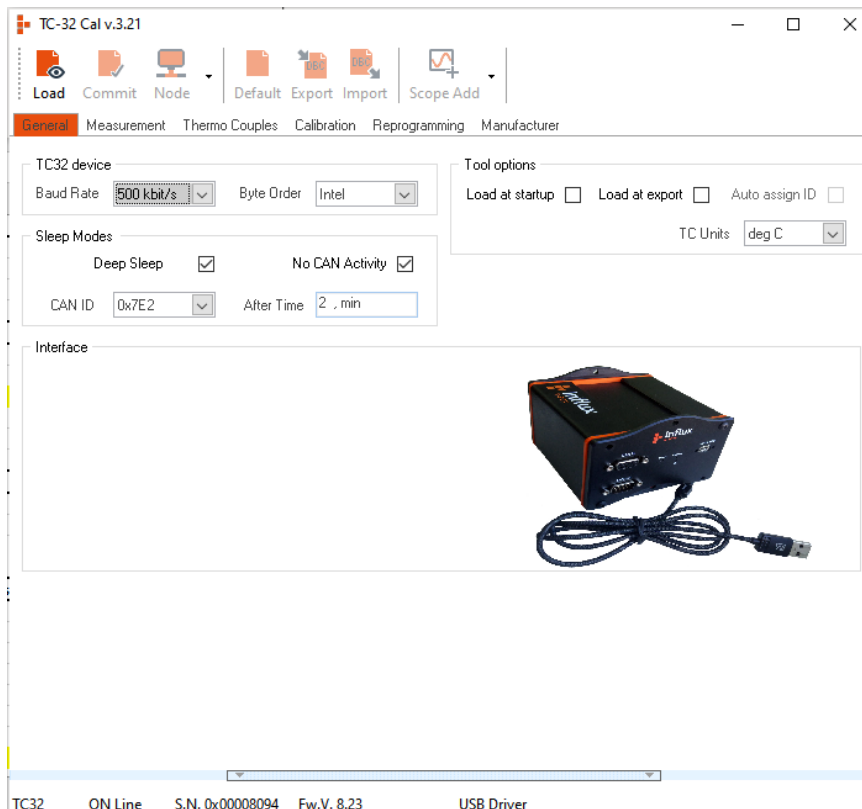 TC-32 Cal v.3.21
Load Commit Node Default Export Import Scope Add
General Measurement Thermo Couples Calibration Reprogramming Manufacturer
TC32 device
Baud Rate 500 kbit/s Byte Order Intel
Tool options
Load at startup Load at export Auto assign ID
TC Units deg C
Sleep Modes
Deep Sleep No CAN Activity
CAN ID 0x7E2 After Time 2 , min
Interface
Influx
Influx
TC32 ON Line S.N. 0x00008094 Fw.V. 8.23 USB Driver